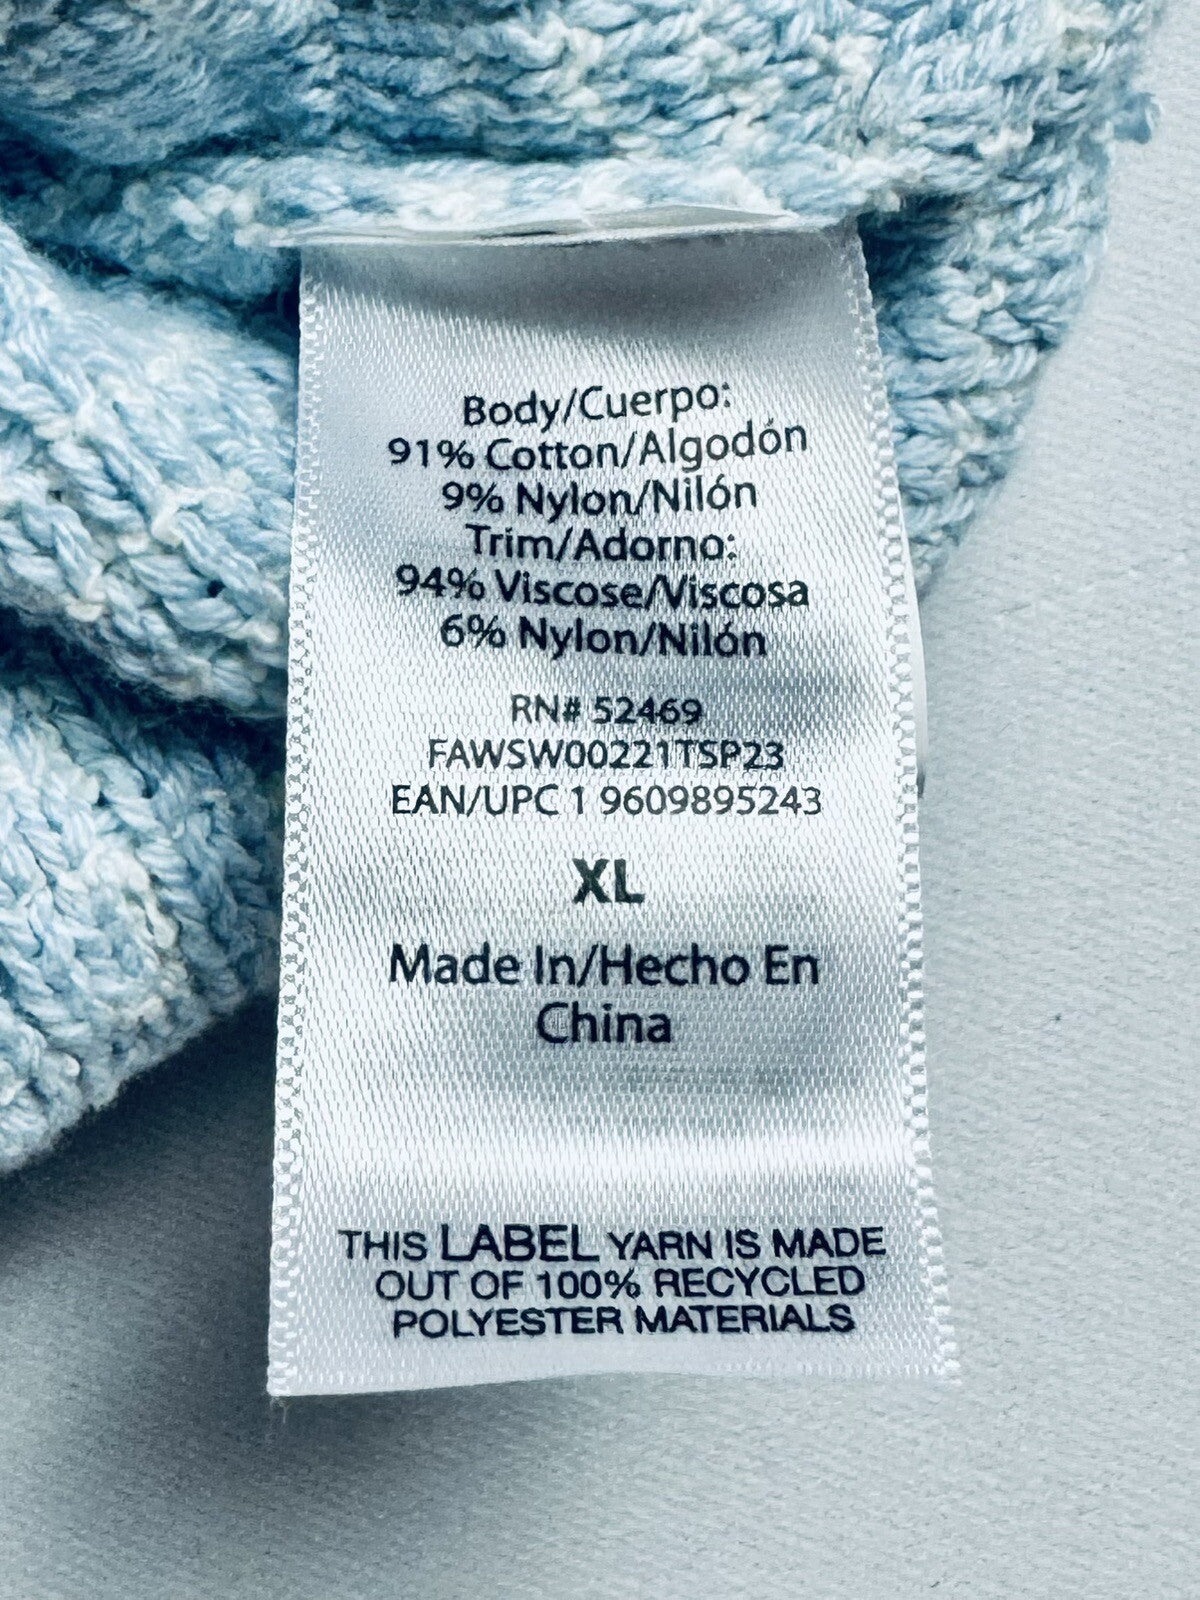 Body/Cuerpo:
91% Cotton/Algodón
9% Nylon/Nilón
Trim/Adorno:
94% Viscose/Viscosa
6% Nylon/Nilón
RN# 52469
FAWSW00221TSP23
EAN/UPC 1 9609895243
XL
Made In/Hecho En
China
THIS LABEL YARN IS MADE
OUT OF 100% RECYCLED
POLYESTER MATERIALS